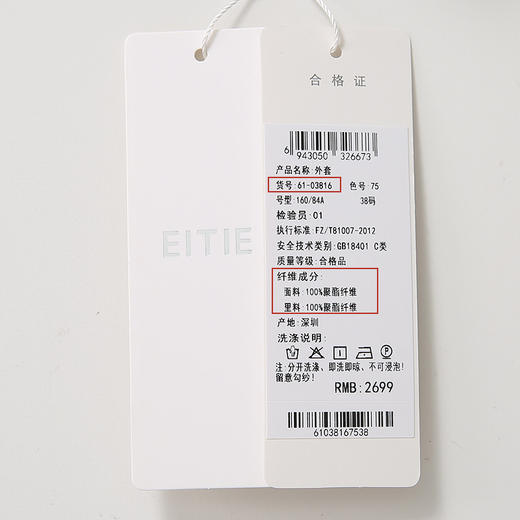 EITIE
合格证
6 943050 326673
产品名称:外套
货号:61-03816 色号:75
号型:160/84A 38码
检验员:01
执行标准:FZ/T81007-2012
安全技术类别:GB18401 C类
质量等级:合格品
纤维成分:
面料:100%聚酯纤维
里料:100%聚酯纤维
产地:深圳
洗涤说明:
注:分开洗涤、即洗即晾、不可浸泡!
留意勾纱!
RMB:2699
61038167538